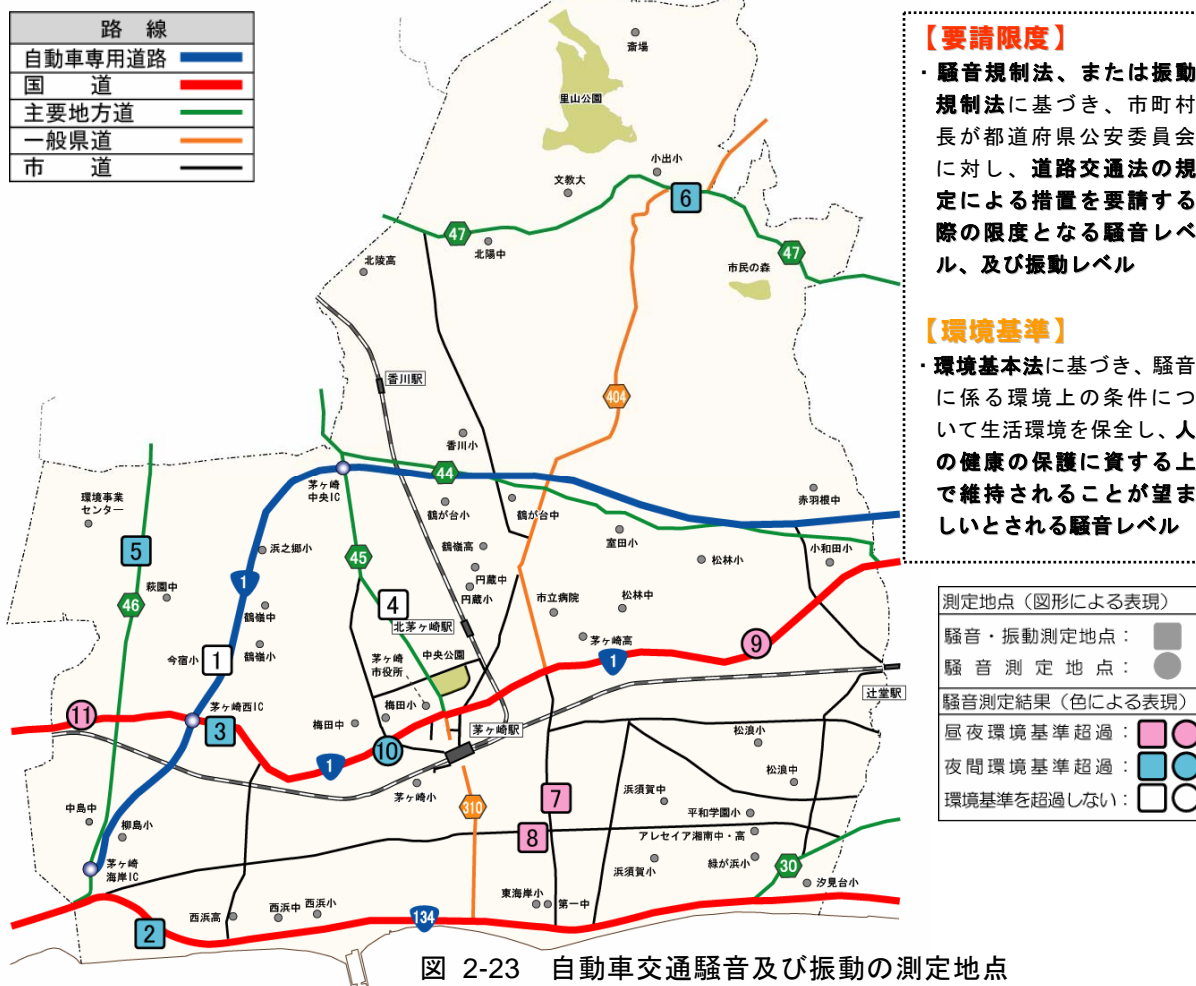 路 線
自動車専用道路
国 道
主要地方道
一般県道
市 道
斎場
里山公園
小出小
文教大
6
47
北陽中
北陵高
47
市民の森
香川駅
404
香川小
44
茅ヶ崎
中央IC
環境事業
センター
鶴が台小
鶴が台中
赤羽根中
5
浜之郷小
45
鶴嶺高
室田小
松林小
小和田小
1
円蔵中
円蔵小
46
萩園中
鶴嶺中
4
北茅ヶ崎駅
市立病院
松林中
今宿小
1
鶴嶺小
茅ヶ崎
市役所
中央公園
茅ヶ崎高
1
9
辻堂駅
11
茅ヶ崎西IC
3
梅田中
梅田小
10
茅ヶ崎駅
松浪小
1
茅ヶ崎小
松浪中
中島中
柳島小
310
7
浜須賀中
平和学園小
8
アレセイア湘南中・高
茅ヶ崎
海岸IC
浜須賀小
緑が浜小
30
汐見台小
東海岸小
第一中
西浜高
西浜中
西浜小
2
134
【要請限度】
・騒音規制法、または振動
規制法に基づき、市町村
長が都道府県公安委員会
に対し、道路交通法の規
定による措置を要請する
際の限度となる騒音レベ
ル、及び振動レベル
【環境基準】
・環境基本法に基づき、騒音
に係る環境上の条件につ
いて生活環境を保全し、人
の健康の保護に資する上
で維持されることが望ま
しいとされる騒音レベル
測定地点（図形による表現）
騒音・振動測定地点：
騒 音 測 定 地 点：
騒音測定結果（色による表現）
昼夜環境基準超過：
夜間環境基準超過：
環境基準を超過しない：
図 2-23 自動車交通騒音及び振動の測定地点